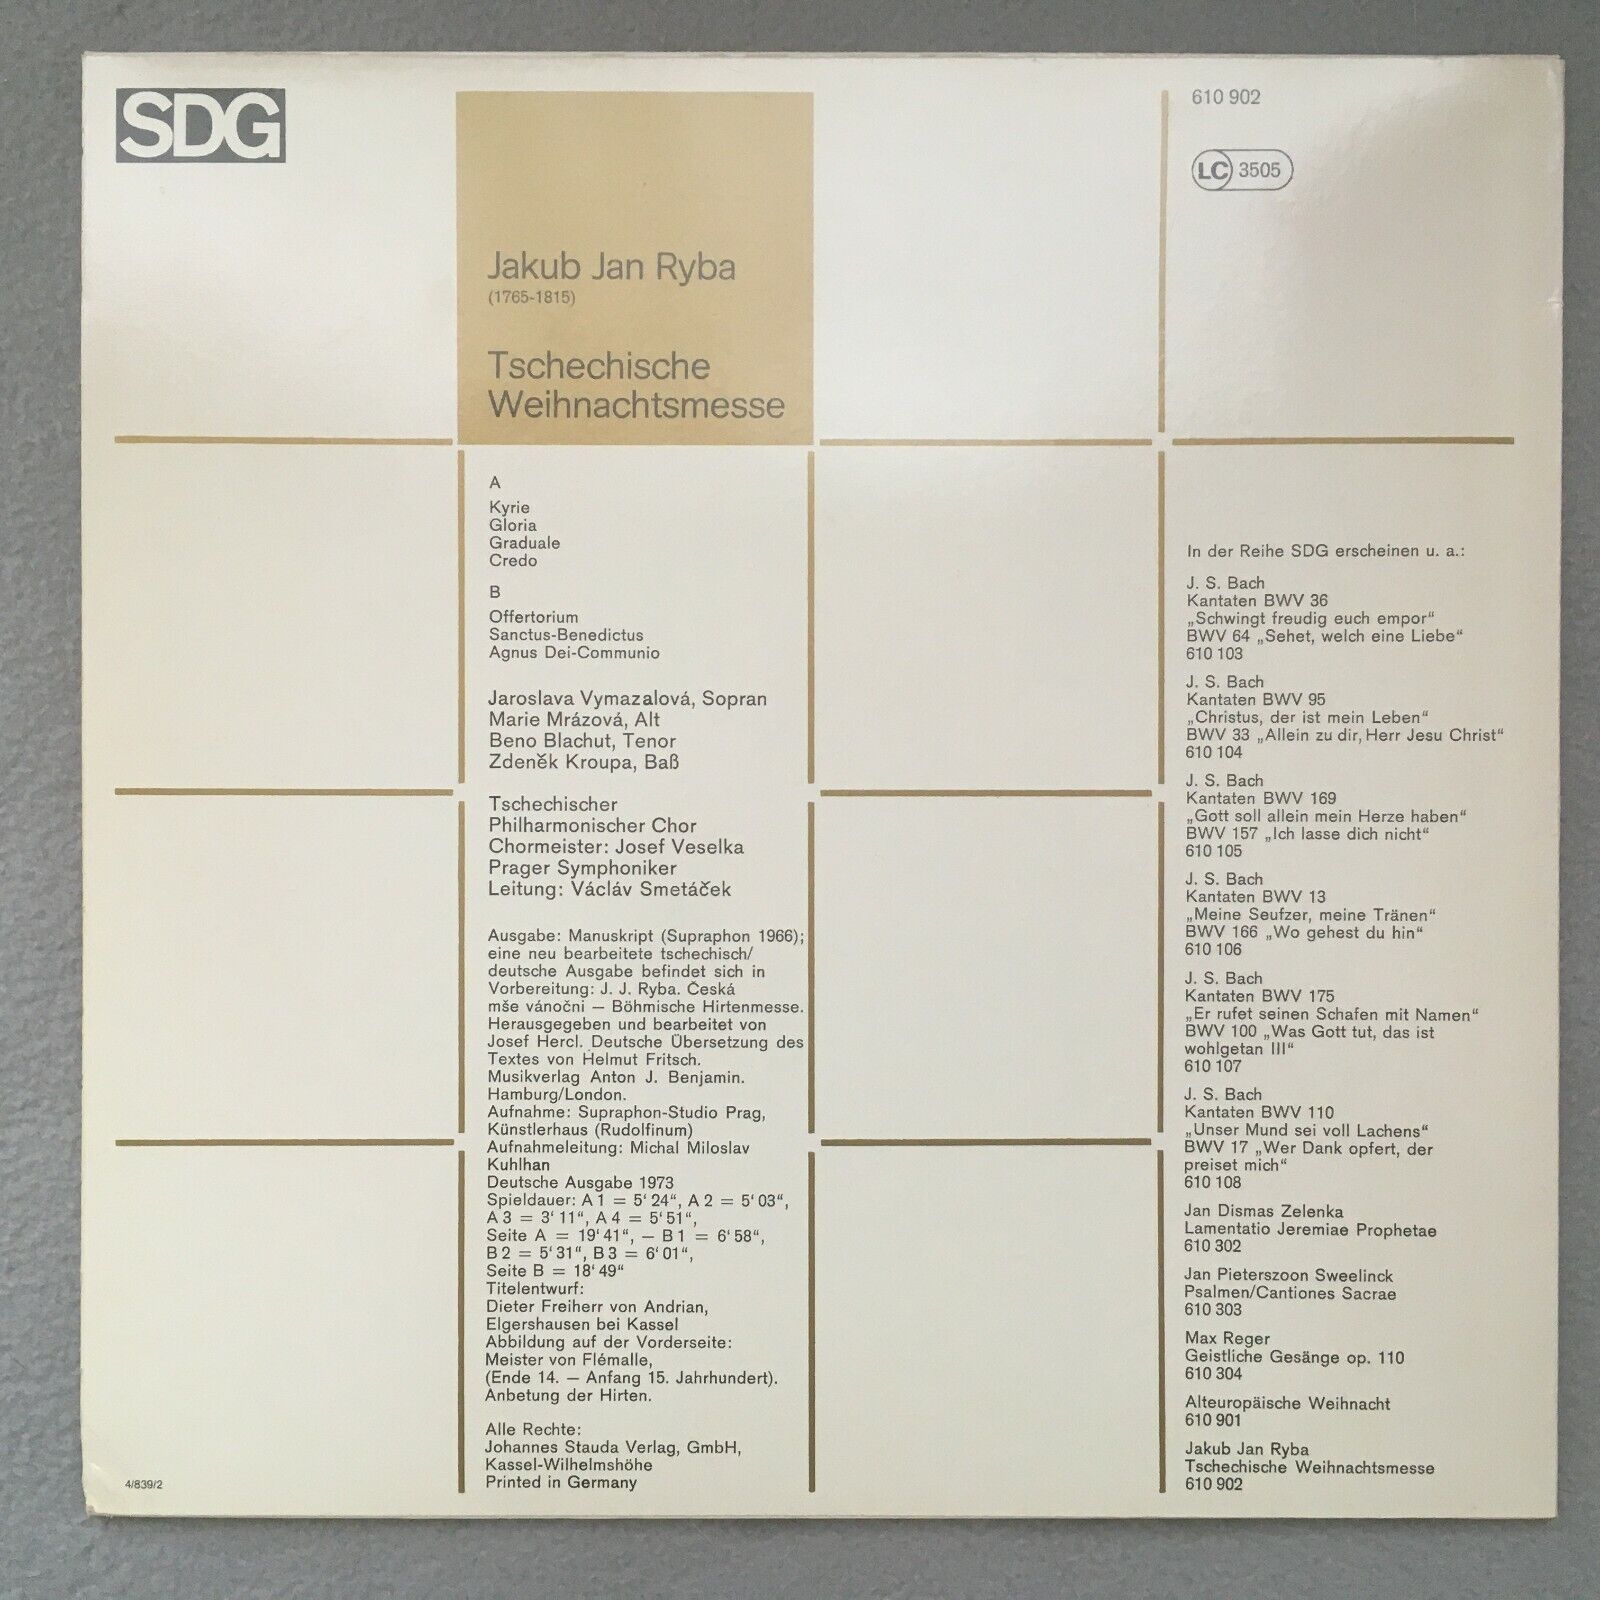 SDG
Jakub Jan Ryba
(1765-1815)
Tschechische
Weihnachtsmesse
610 902
LC 3505
A
Kyrie
Gloria
Graduale
Credo
B
Offertorium
Sanctus-Benedictus
Agnus Dei-Communio
Jaroslava Vymazalová, Sopran
Marie Mrázová, Alt
Beno Blachut, Tenor
Zdeněk Kroupa, Baß
Tschechischer
Philharmonischer Chor
Chormeister: Josef Veselka
Prager Symphoniker
Leitung: Václáv Smetáček
Ausgabe: Manuskript (Supraphon 1966);
eine neu bearbeitete tschechisch/
deutsche Ausgabe befindet sich in
Vorbereitung: J. J. Ryba. Česká
mše vánočni — Böhmische Hirtenmesse.
Herausgegeben und bearbeitet von
Josef Hercl. Deutsche Übersetzung des
Textes von Helmut Fritsch.
Musikverlag Anton J. Benjamin.
Hamburg/London.
Aufnahme: Supraphon-Studio Prag,
Künstlerhaus (Rudolfinum)
Aufnahmeleitung: Michal Miloslav
Kuhlhan
Deutsche Ausgabe 1973
Spieldauer: A 1 = 5‘ 24“, A 2 = 5‘ 03“,
A 3 = 3‘ 11“, A 4 = 5‘ 51“,
Seite A = 19‘ 41“, — B 1 = 6‘ 58“,
B 2 = 5‘ 31“, B 3 = 6‘ 01“,
Seite B = 18‘ 49“
Titelentwurf:
Dieter Freiherr von Andrian,
Elgershausen bei Kassel
Abbildung auf der Vorderseite:
Meister von Flémalle,
(Ende 14. — Anfang 15. Jahrhundert).
Anbetung der Hirten.
Alle Rechte:
Johannes Stauda Verlag, GmbH,
Kassel-Wilhelmshöhe
Printed in Germany
4/839/2
In der Reihe SDG erscheinen u. a.:
J. S. Bach
Kantaten BWV 36
„Schwingt freudig euch empor“
BWV 64 „Sehet, welch eine Liebe“
610 103
J. S. Bach
Kantaten BWV 95
„Christus, der ist mein Leben“
BWV 33 „Allein zu dir, Herr Jesu Christ“
610 104
J. S. Bach
Kantaten BWV 169
„Gott soll allein mein Herze haben“
BWV 157 „Ich lasse dich nicht“
610 105
J. S. Bach
Kantaten BWV 13
„Meine Seufzer, meine Tränen“
BWV 166 „Wo gehest du hin“
610 106
J. S. Bach
Kantaten BWV 175
„Er rufet seinen Schafen mit Namen“
BWV 100 „Was Gott tut, das ist
wohlgetan III“
610 107
J. S. Bach
Kantaten BWV 110
„Unser Mund sei voll Lachens“
BWV 17 „Wer Dank opfert, der
preiset mich“
610 108
Jan Dismas Zelenka
Lamentatio Jeremiae Prophetae
610 302
Jan Pieterszoon Sweelinck
Psalmen/Cantiones Sacrae
610 303
Max Reger
Geistliche Gesänge op. 110
610 304
Alteuropäische Weihnacht
610 901
Jakub Jan Ryba
Tschechische Weihnachtsmesse
610 902